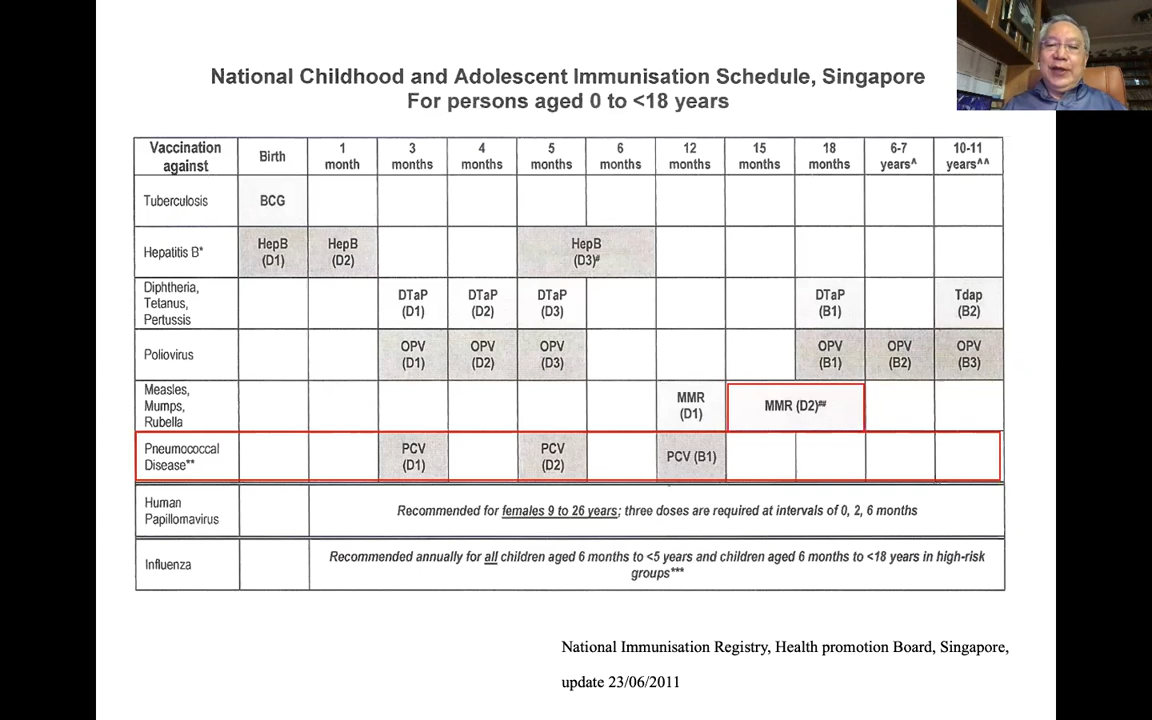 National Childhood and Adolescent Immunisation Schedule, Singapore
For persons aged 0 to <18 years
Vaccination against Birth 1 month 3 months 4 months 5 months 6 months 12 months 15 months 18 months 6-7 years^ 10-11 years^^
Tuberculosis BCG
Hepatitis B* HepB (D1) HepB (D2) HepB (D3)#
Diphtheria, Tetanus, Pertussis DTaP (D1) DTaP (D2) DTaP (D3) DTaP (B1) Tdap (B2)
Poliovirus OPV (D1) OPV (D2) OPV (D3) OPV (B1) OPV (B2) OPV (B3)
Measles, Mumps, Rubella MMR (D1) MMR (D2)##
Pneumococcal Disease** PCV (D1) PCV (D2) PCV (B1)
Human Papillomavirus Recommended for females 9 to 26 years; three doses are required at intervals of 0, 2, 6 months
Influenza Recommended annually for all children aged 6 months to <5 years and children aged 6 months to <18 years in high-risk groups***
National Immunisation Registry, Health promotion Board, Singapore,
update 23/06/2011